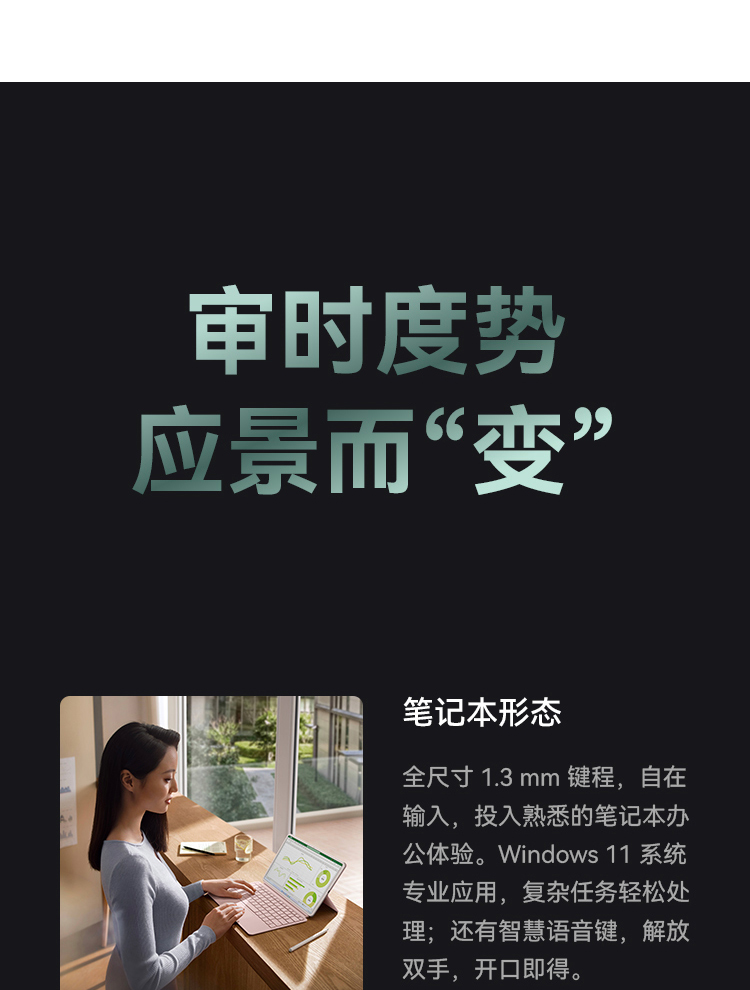 审时度势
应景而“变”
笔记本形态
全尺寸 1.3 mm 键程，自在
输入，投入熟悉的笔记本办
公体验。Windows 11 系统
专业应用，复杂任务轻松处
理；还有智慧语音键，解放
双手，开口即得。